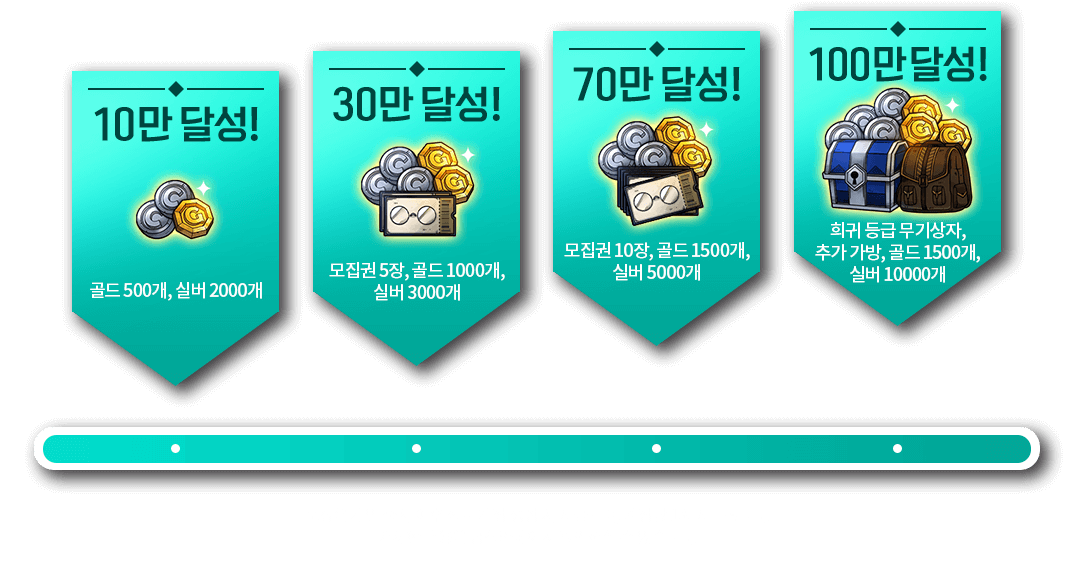 10만 달성!
골드 500개, 실버 2000개
30만 달성!
모집권 5장, 골드 1000개,
실버 3000개
70만 달성!
모집권 10장, 골드 1500개,
실버 5000개
100만 달성!
희귀 등급 무기상자,
추가 가방, 골드 1500개,
실버 10000개